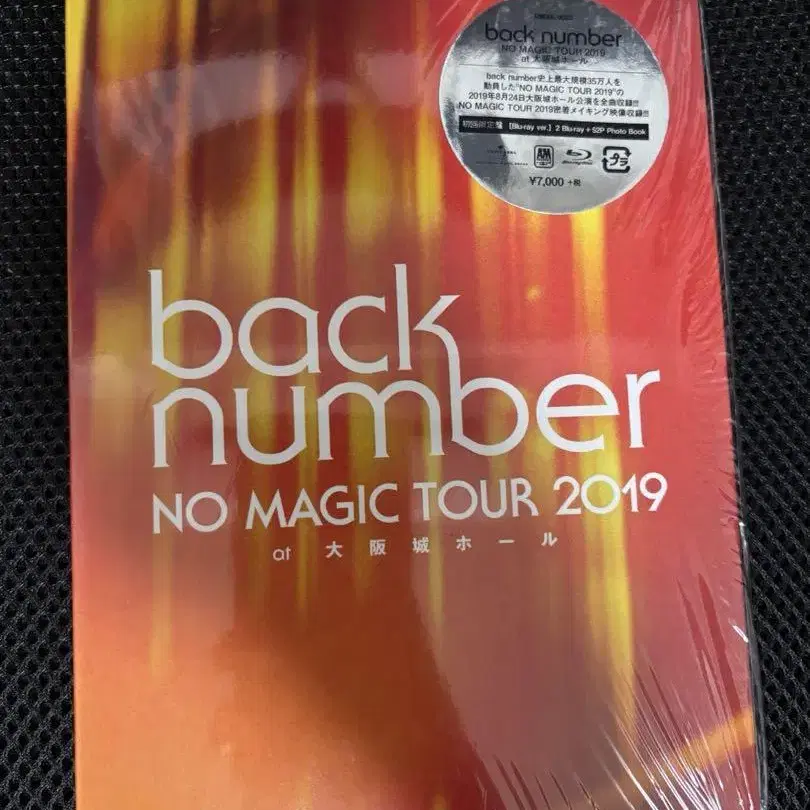 back number
NO MAGIC TOUR 2019
at 大阪城ホール
back number史上最大規模35万人を
動員した"NO MAGIC TOUR 2019"の
2019年8月24日大阪城ホール公演を全曲収録!!!
NO MAGIC TOUR 2019密着メイキング映像収録!!!
初回限定盤 【Blu-ray ver.】 2 Blu-ray + 52P Photo Book
Blu-ray
¥7,000 +税
back
number
NO MAGIC TOUR 2019
at 大阪城ホール